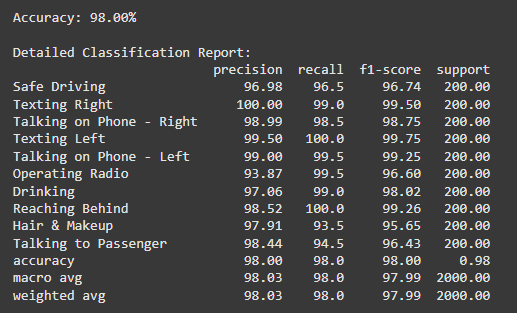 Accuracy: 98.00%
Detailed Classification Report:
precision recall f1-score support
Safe Driving 96.98 96.5 96.74 200.00
Texting Right 100.00 99.0 99.50 200.00
Talking on Phone - Right 98.99 98.5 98.75 200.00
Texting Left 99.50 100.0 99.75 200.00
Talking on Phone - Left 99.00 99.5 99.25 200.00
Operating Radio 93.87 99.5 96.60 200.00
Drinking 97.06 99.0 98.02 200.00
Reaching Behind 98.52 100.0 99.26 200.00
Hair & Makeup 97.91 93.5 95.65 200.00
Talking to Passenger 98.44 94.5 96.43 200.00
accuracy 98.00 98.0 98.00 0.98
macro avg 98.03 98.0 97.99 2000.00
weighted avg 98.03 98.0 97.99 2000.00